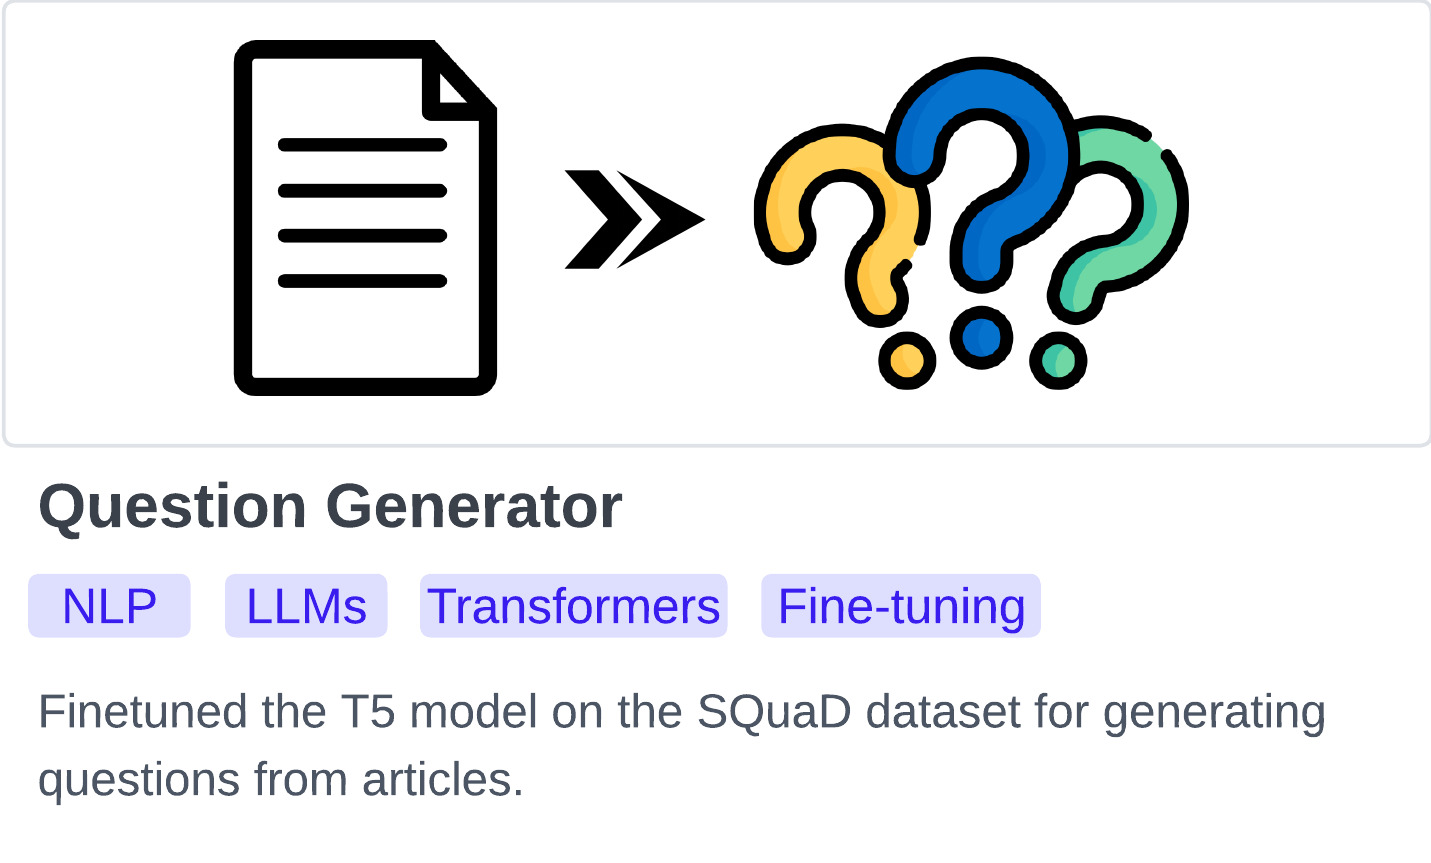 Question Generator
NLP LLMs Transformers Fine-tuning
Finetuned the T5 model on the SQuaD dataset for generating
questions from articles.